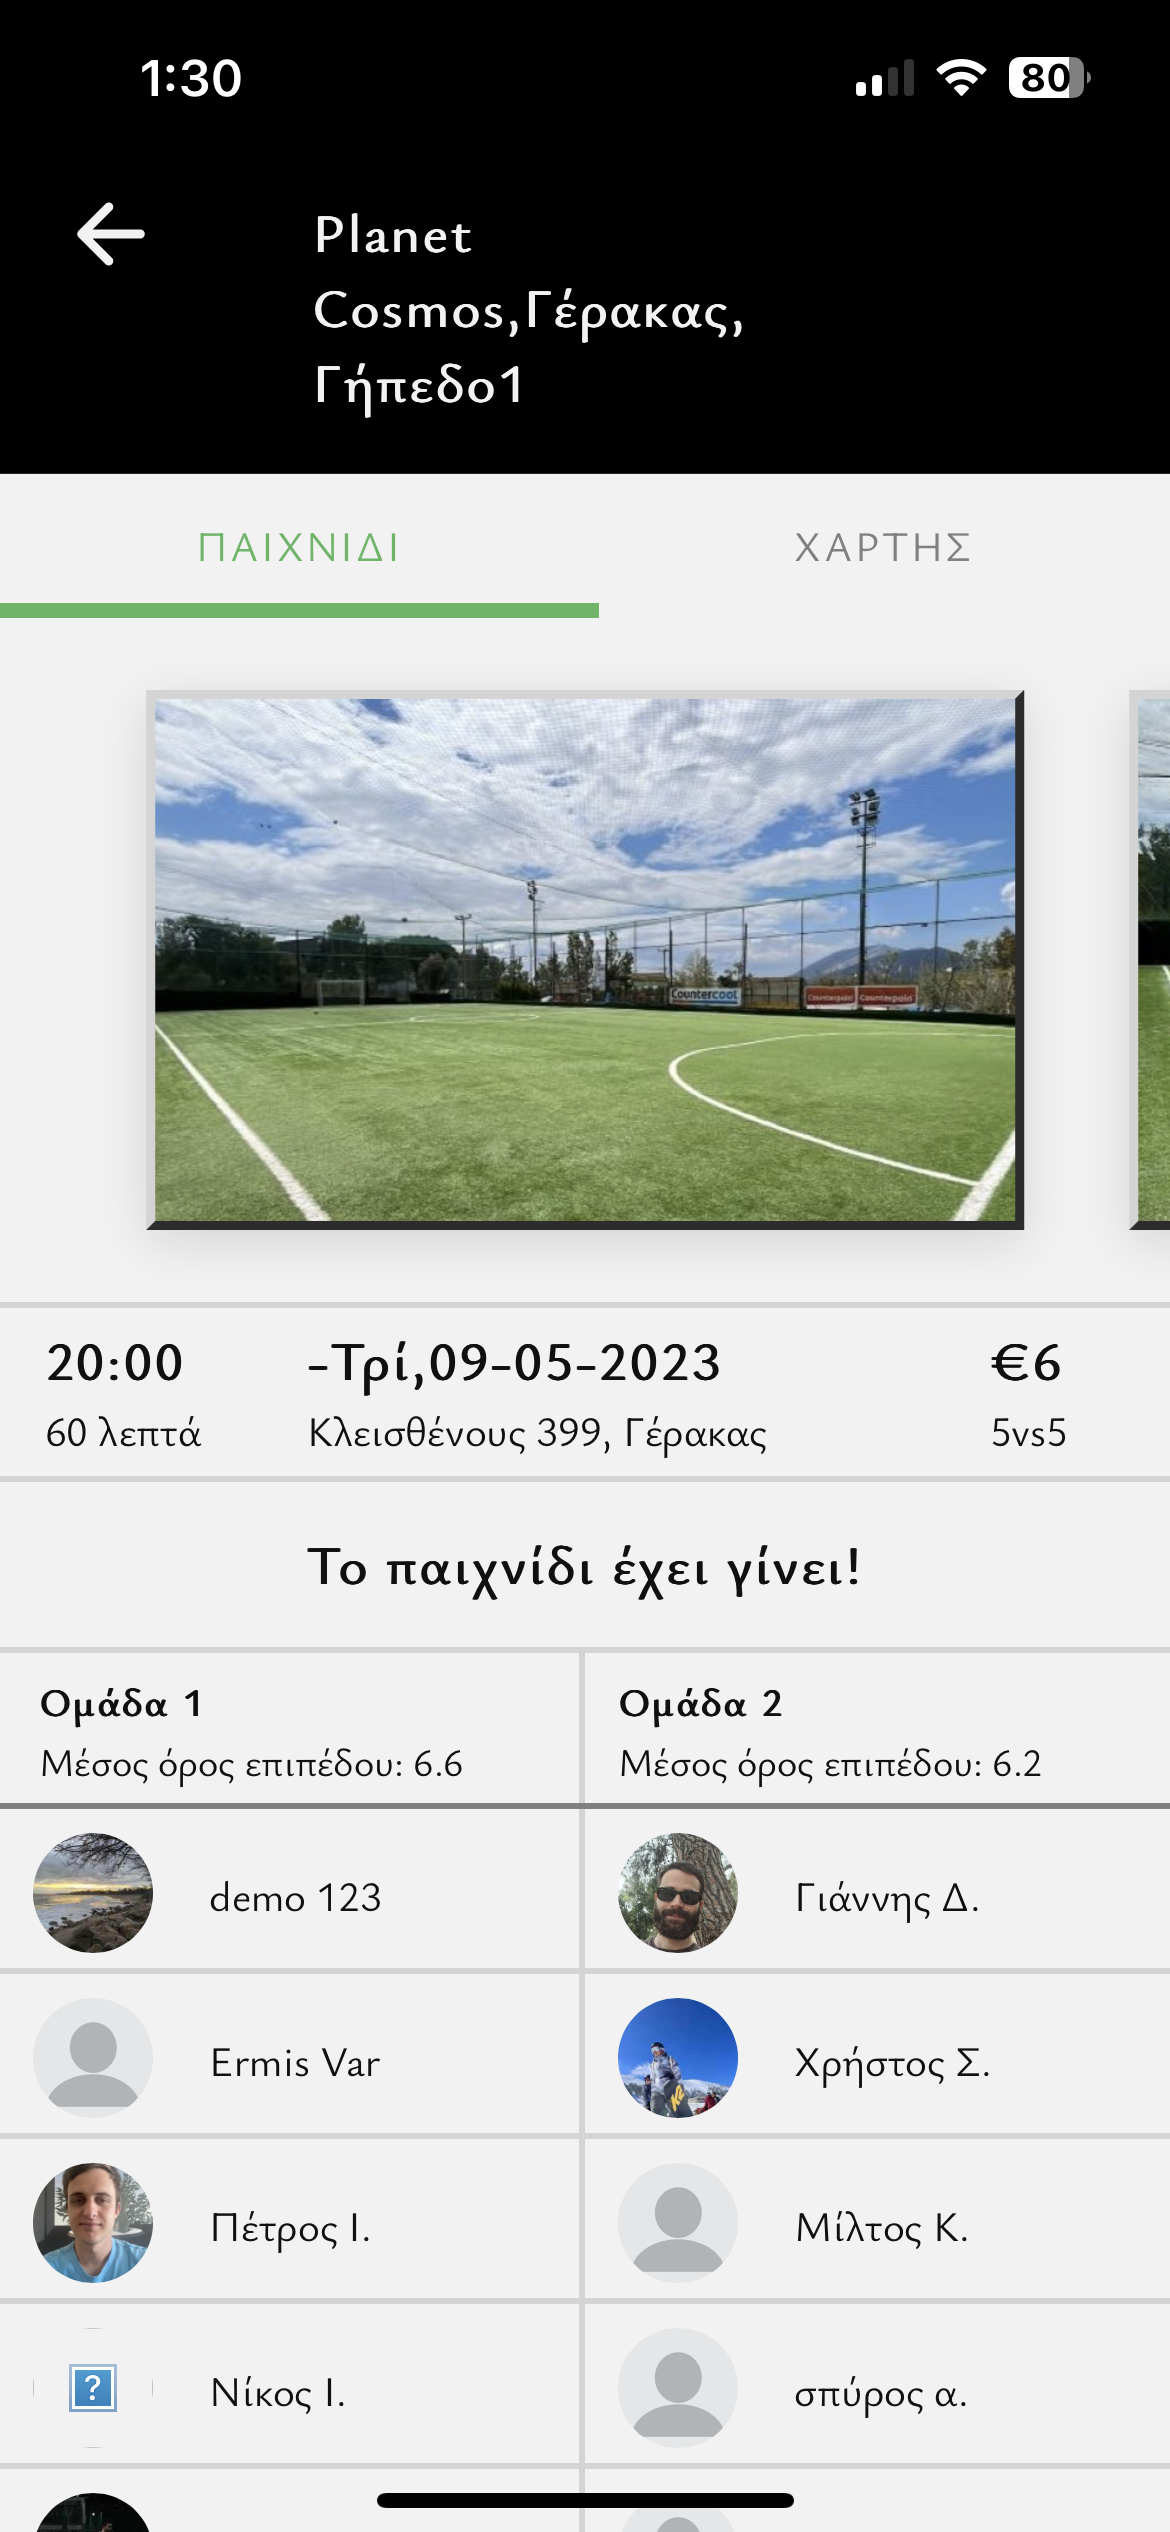 1:30
80
Planet
Cosmos,Γέρακας,
Γήπεδο1
ΠΑΙΧΝΙΔΙ
ΧΑΡΤΗΣ
Countercool
Counterpain Counterpain
20:00
-Τρί,09-05-2023
€6
60 λεπτά
Κλεισθένους 399, Γέρακας
5vs5
Το παιχνίδι έχει γίνει!
Ομάδα 1
Μέσος όρος επιπέδου: 6.6
Ομάδα 2
Μέσος όρος επιπέδου: 6.2
demo 123
Γιάννης Δ.
Ermis Var
Χρήστος Σ.
Πέτρος Ι.
Μίλτος Κ.
?
Νίκος Ι.
σπύρος α.